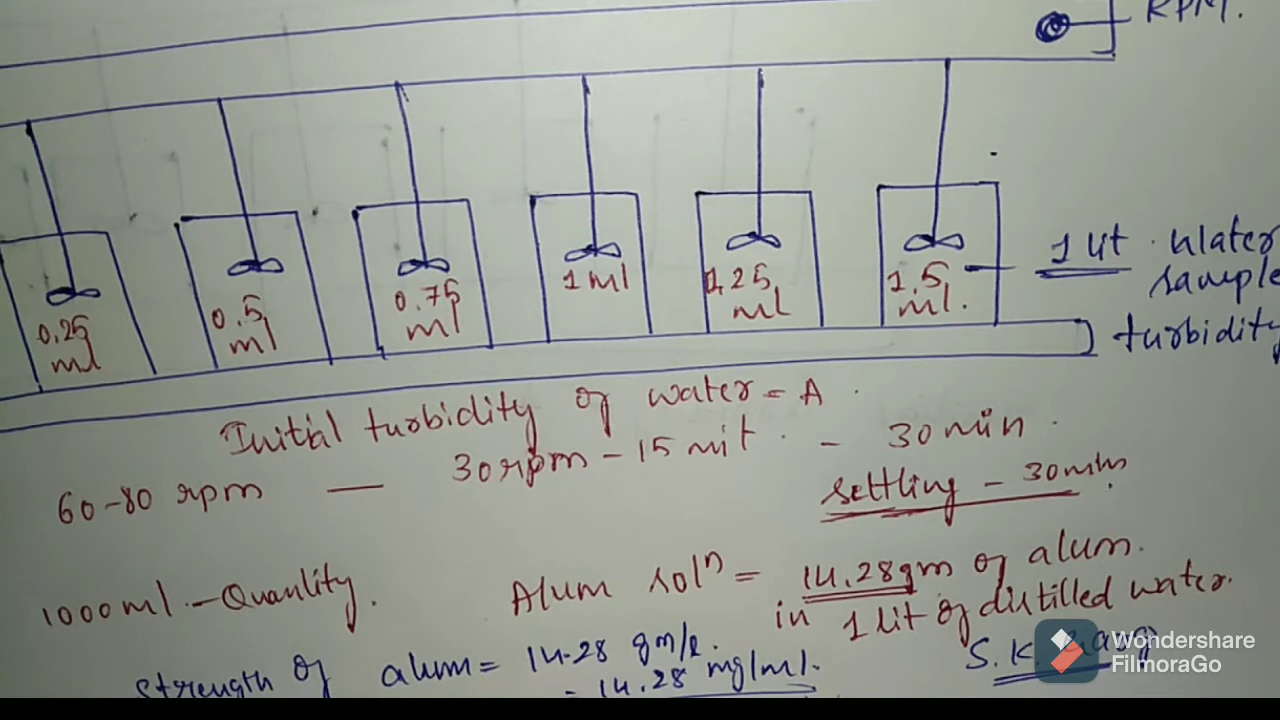 RPM.
0.25 ml
0.5 ml
0.75 ml
1 ml
1.25 ml
1.5 ml.
1 lit. water sample
turbidity
Initial turbidity of water = A.
60-80 rpm — 30 rpm - 15 mit. - 30 min.
settling - 30 min.
1000 ml - Quantity.
Alum solⁿ = 14.28 gm of alum.
in 1 lit of distilled water.
strength of alum = 14.28 gm/l.
= 14.28 mg/ml.
S.K.
Wondershare
FilmoraGo